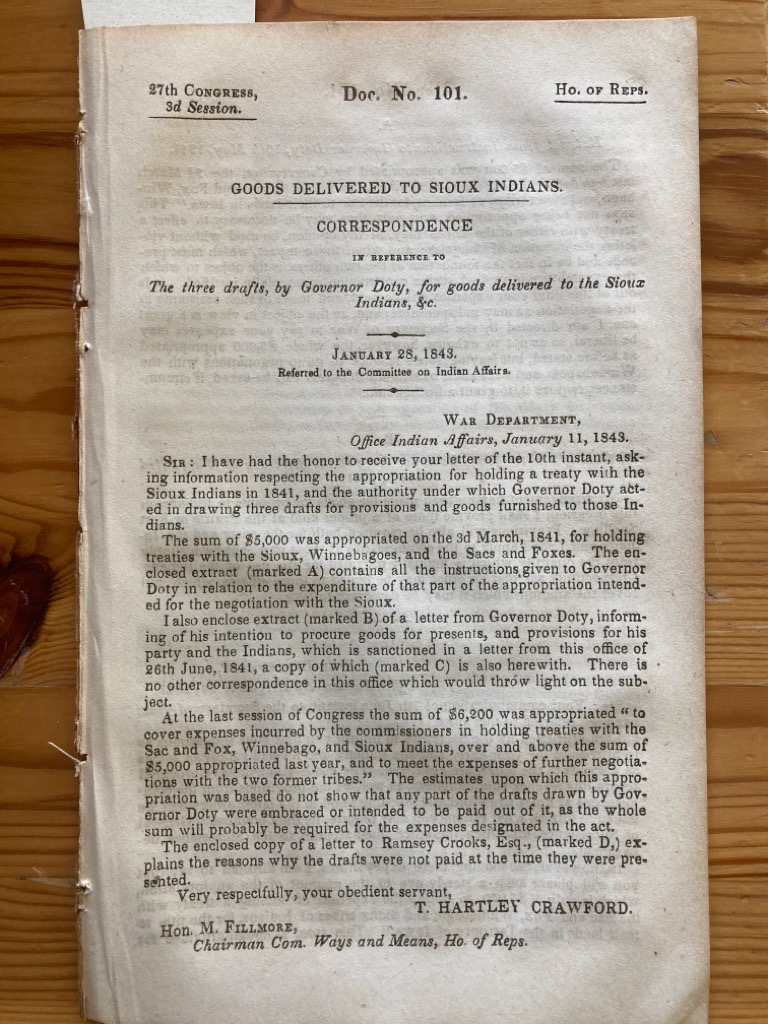 27th Congress, Doc. No. 101. Ho. of Reps.
3d Session.
GOODS DELIVERED TO SIOUX INDIANS.
CORRESPONDENCE
IN REFERENCE TO
The three drafts, by Governor Doty, for goods delivered to the Sioux
Indians, &c.
January 28, 1843.
Referred to the Committee on Indian Affairs.
War Department,
Office Indian Affairs, January 11, 1843.
Sir: I have had the honor to receive your letter of the 10th instant, ask-
ing information respecting the appropriation for holding a treaty with the
Sioux Indians in 1841, and the authority under which Governor Doty act-
ed in drawing three drafts for provisions and goods furnished to those In-
dians.
The sum of $5,000 was appropriated on the 3d March, 1841, for holding
treaties with the Sioux, Winnebagoes, and the Sacs and Foxes. The en-
closed extract (marked A) contains all the instructions given to Governor
Doty in relation to the expenditure of that part of the appropriation intend-
ed for the negotiation with the Sioux.
I also enclose extract (marked B) of a letter from Governor Doty, inform-
ing of his intention to procure goods for presents, and provisions for his
party and the Indians, which is sanctioned in a letter from this office of
26th June, 1841, a copy of which (marked C) is also herewith. There is
no other correspondence in this office which would throw light on the sub-
ject.
At the last session of Congress the sum of $6,200 was appropriated "to
cover expenses incurred by the commissioners in holding treaties with the
Sac and Fox, Winnebago, and Sioux Indians, over and above the sum of
$5,000 appropriated last year, and to meet the expenses of further negotia-
tions with the two former tribes." The estimates upon which this appro-
priation was based do not show that any part of the drafts drawn by Gov-
ernor Doty were embraced or intended to be paid out of it, as the whole
sum will probably be required for the expenses designated in the act.
The enclosed copy of a letter to Ramsey Crooks, Esq., (marked D,) ex-
plains the reasons why the drafts were not paid at the time they were pre-
sented.
Very respectfully, your obedient servant,
T. HARTLEY CRAWFORD.
Hon. M. Fillmore,
Chairman Com. Ways and Means, Ho. of Reps.